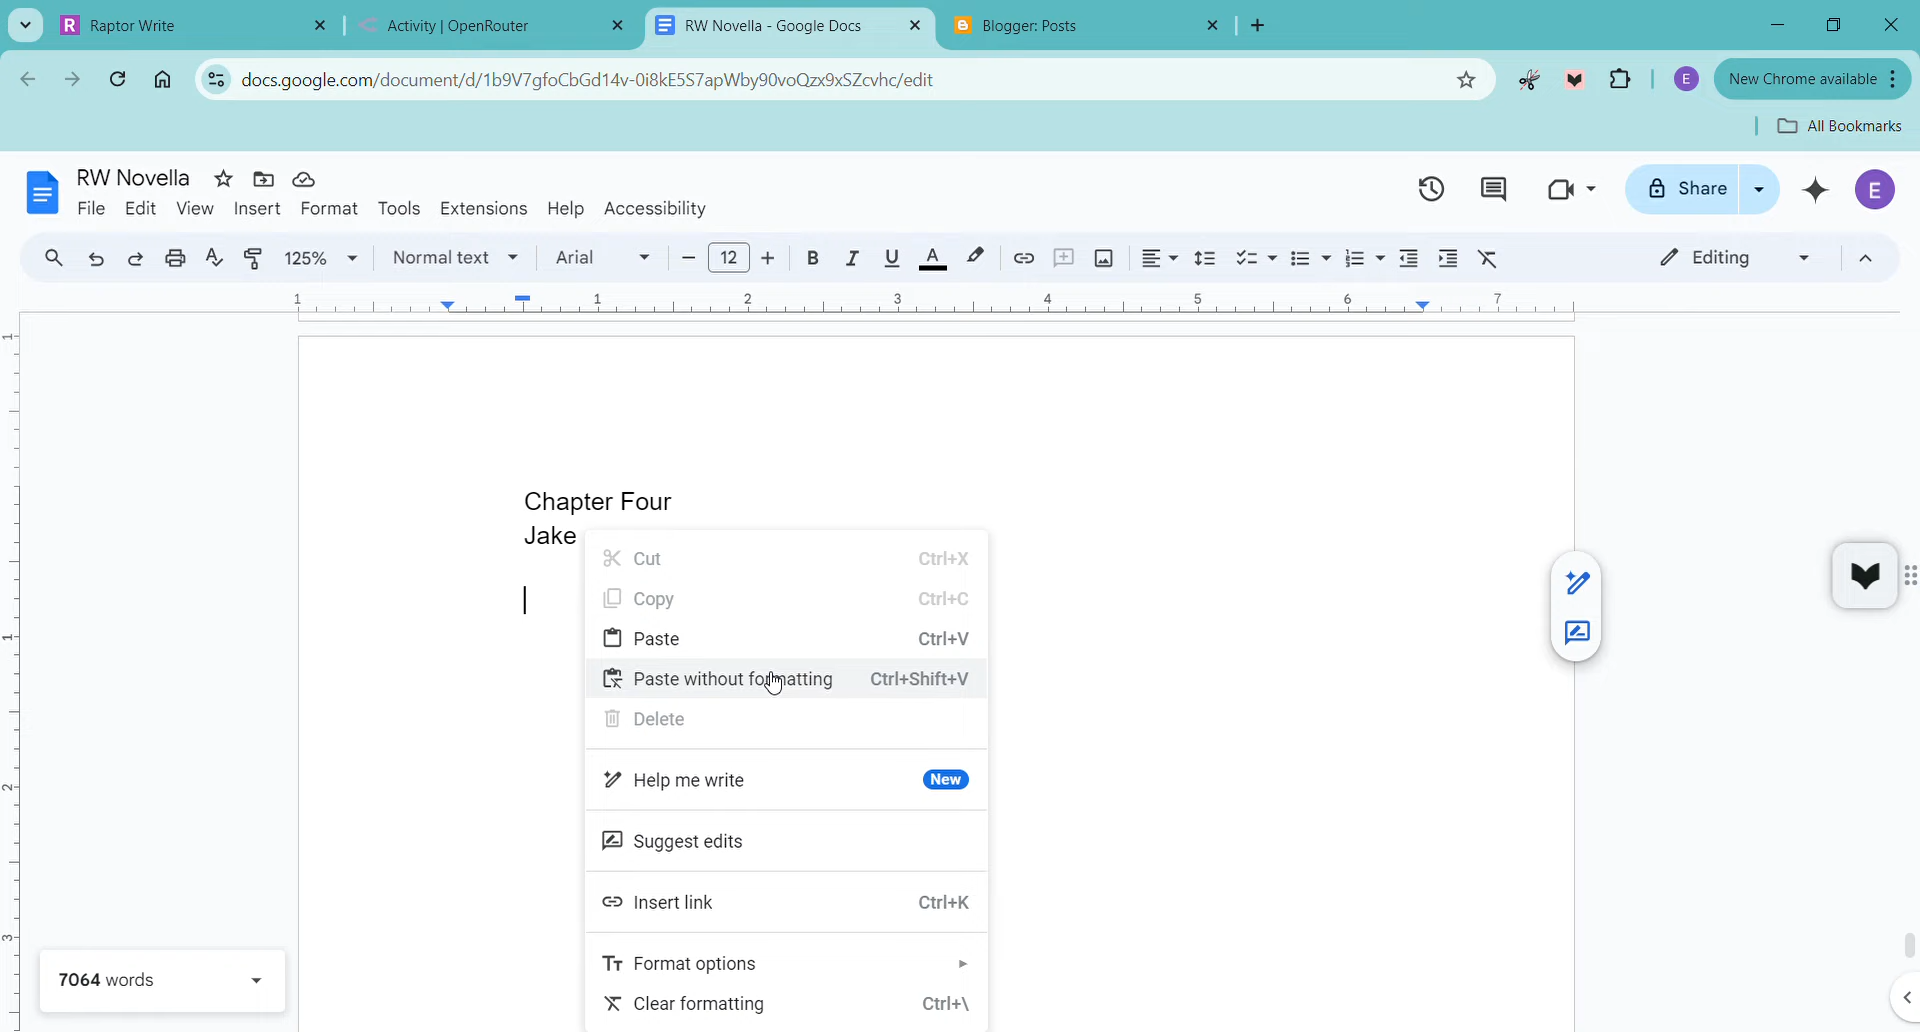 Raptor Write
Activity | OpenRouter
RW Novella - Google Docs
Blogger: Posts
docs.google.com/document/d/1b9V7gfoCbGd14v-0i8kE5S7apWby90voQzx9xSZcvhc/edit
E
New Chrome available
All Bookmarks
RW Novella
File Edit View Insert Format Tools Extensions Help Accessibility
Share
E
125% Normal text Arial 12 B I U A Editing
1 1 2 3 4 5 6 7
1
Chapter Four
Jake
Cut Ctrl+X
Copy Ctrl+C
Paste Ctrl+V
1
Paste without formatting Ctrl+Shift+V
Delete
Help me write New
2
Suggest edits
Insert link Ctrl+K
3
Format options
Clear formatting Ctrl+\
7064 words